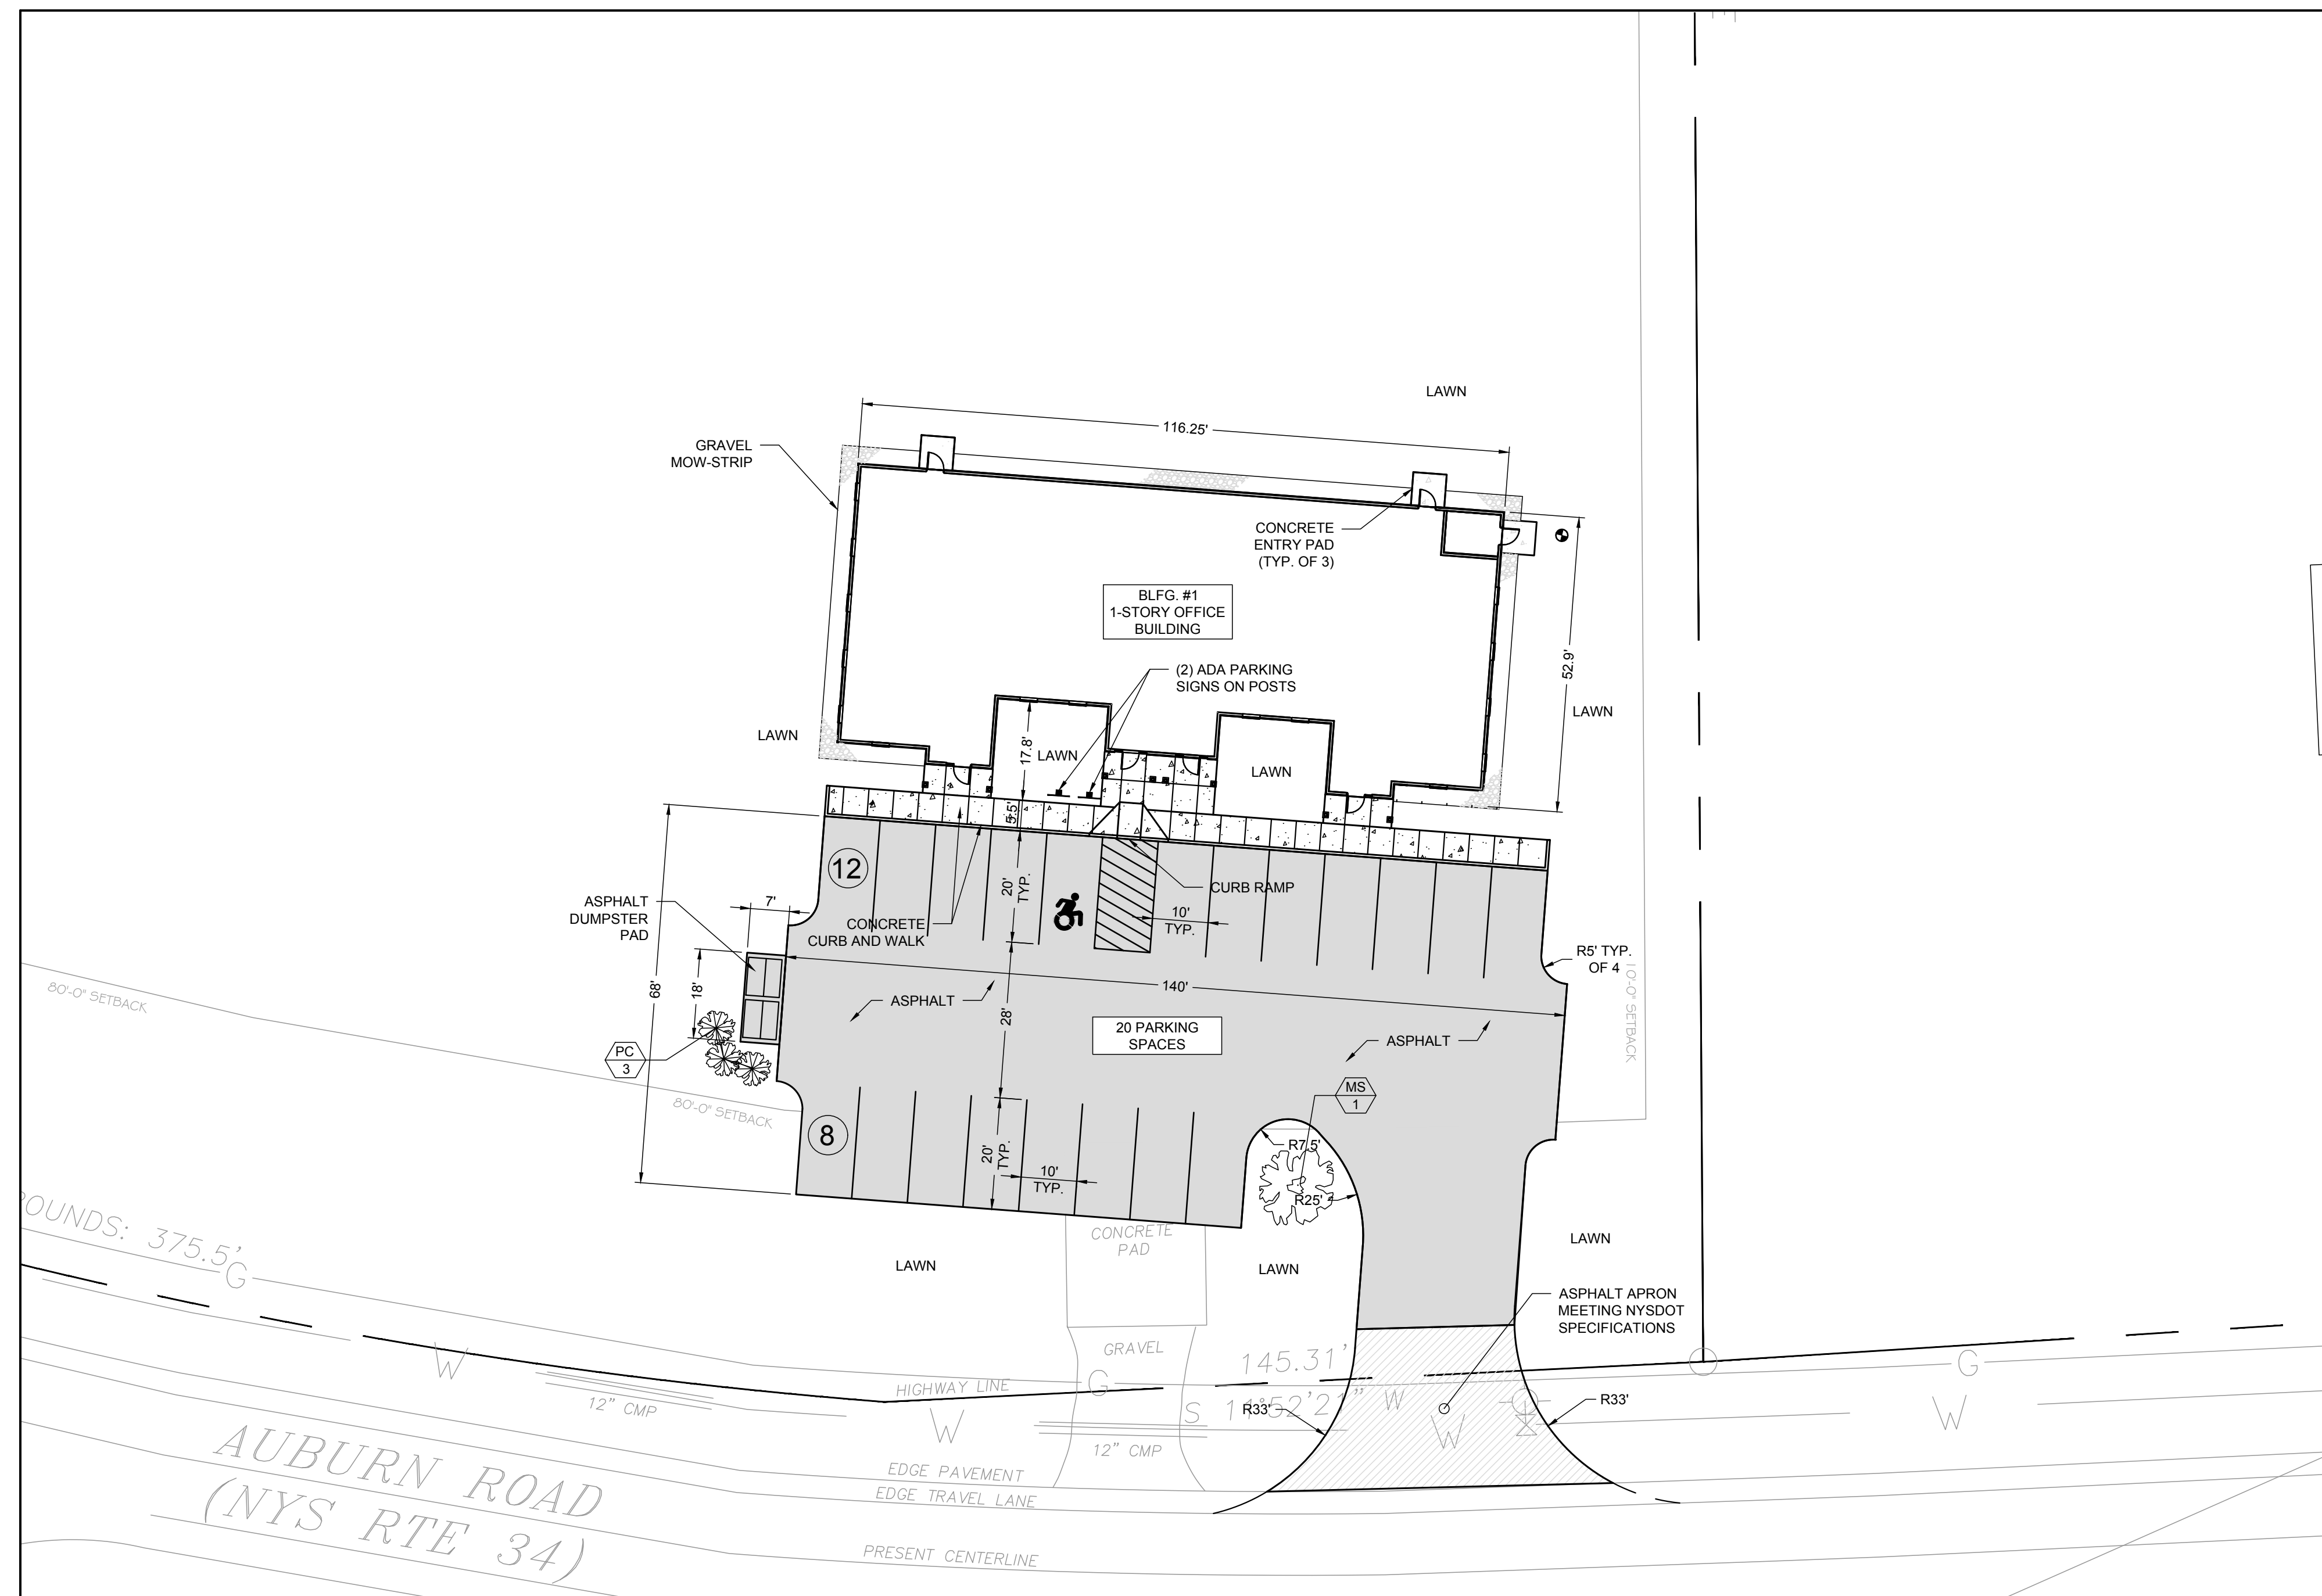 LAWN
116.25'
GRAVEL
MOW-STRIP
CONCRETE
ENTRY PAD
(TYP. OF 3)
BLFG. #1
1-STORY OFFICE
BUILDING
52.9'
(2) ADA PARKING
SIGNS ON POSTS
LAWN
LAWN
17.8'
LAWN
LAWN
5.5'
12
20'
TYP.
CURB RAMP
ASPHALT
DUMPSTER
PAD
7'
CONCRETE
CURB AND WALK
10'
TYP.
R5' TYP.
OF 4
10'-0" SETBACK
80'-0" SETBACK
68'
18'
140'
ASPHALT
28'
20 PARKING
SPACES
ASPHALT
PC
3
MS
1
80'-0" SETBACK
8
20'
TYP.
10'
TYP.
R7.5'
R25'
OUNDS: 375.5'
G
CONCRETE
PAD
LAWN
LAWN
LAWN
ASPHALT APRON
MEETING NYSDOT
SPECIFICATIONS
GRAVEL
145.31'
W
HIGHWAY LINE
G
G
12" CMP
W
S 11°52'21"
W
R33'
R33'
W
W
12" CMP
AUBURN ROAD
(NYS RTE 34)
EDGE PAVEMENT
EDGE TRAVEL LANE
PRESENT CENTERLINE